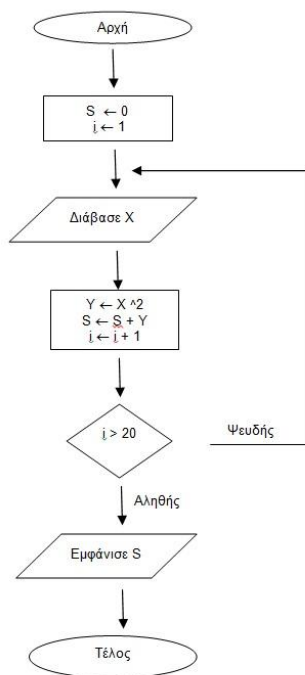 Αρχή
S ← 0
i ← 1
Διάβασε X
Y ← X ^2
S ← S + Y
i ← i + 1
i > 20
Ψευδής
Αληθής
Εμφάνισε S
Τέλος